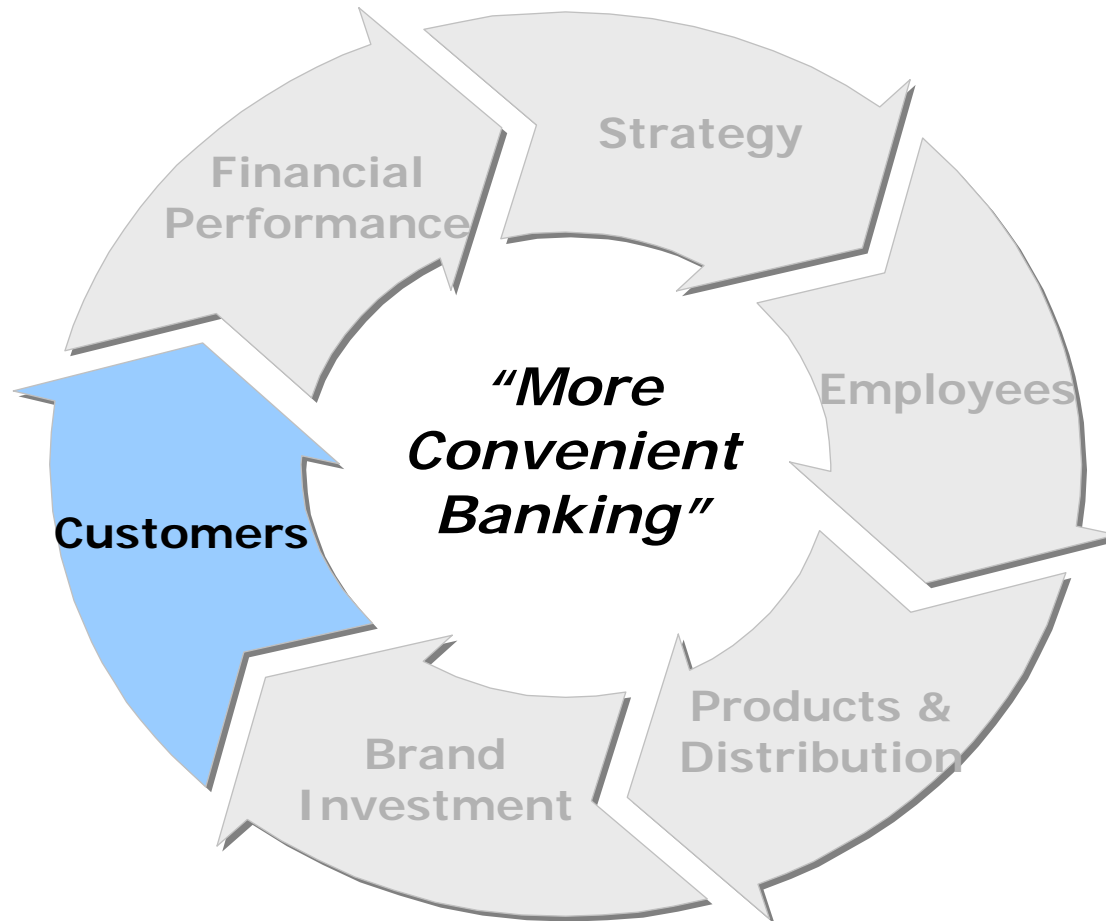 Strategy
Financial
Performance
Employees
“More
Convenient
Banking”
Customers
Products &
Distribution
Brand
Investment